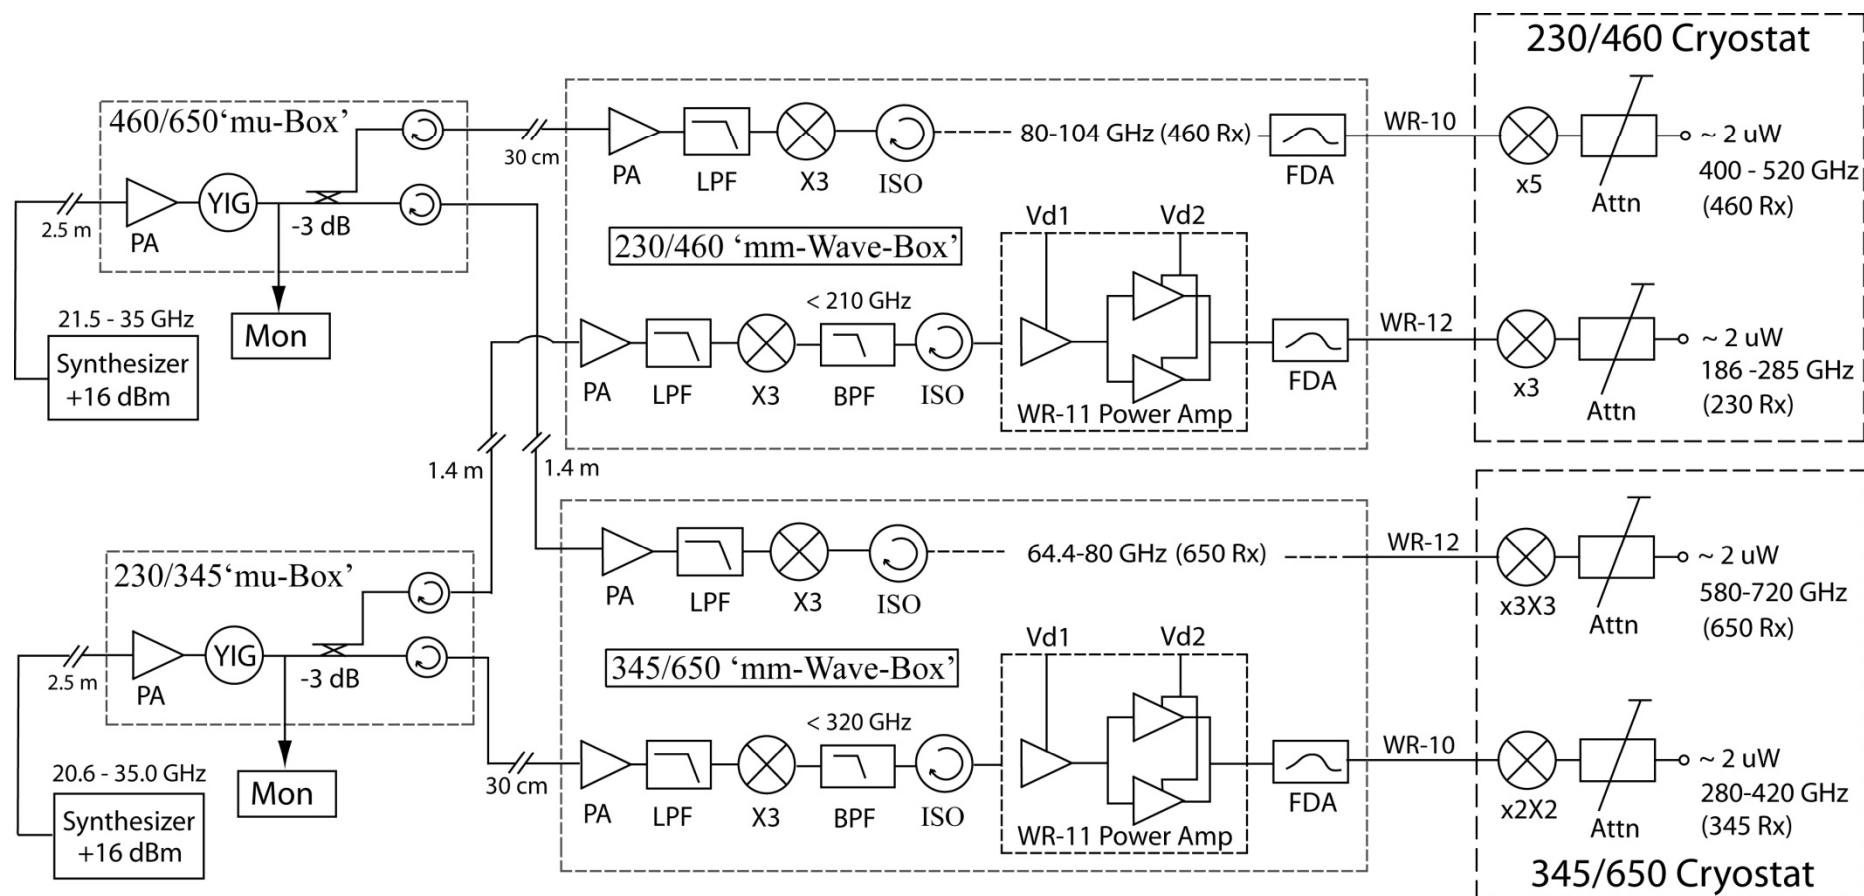 230/460 Cryostat
460/650‘mu-Box’
YIG
PA
-3 dB
2.5 m
30 cm
Mon
21.5 - 35 GHz
Synthesizer
+16 dBm
PA
LPF
X3
ISO
80-104 GHz (460 Rx)
FDA
WR-10
x5
Attn
~ 2 uW
400 - 520 GHz
(460 Rx)
230/460 ‘mm-Wave-Box’
Vd1
Vd2
< 210 GHz
PA
LPF
X3
BPF
ISO
WR-11 Power Amp
FDA
WR-12
x3
Attn
~ 2 uW
186 -285 GHz
(230 Rx)
1.4 m
1.4 m
230/345‘mu-Box’
YIG
PA
-3 dB
2.5 m
30 cm
Mon
20.6 - 35.0 GHz
Synthesizer
+16 dBm
PA
LPF
X3
ISO
64.4-80 GHz (650 Rx)
WR-12
x3X3
Attn
~ 2 uW
580-720 GHz
(650 Rx)
345/650 ‘mm-Wave-Box’
Vd1
Vd2
< 320 GHz
PA
LPF
X3
BPF
ISO
WR-11 Power Amp
FDA
WR-10
x2X2
Attn
~ 2 uW
280-420 GHz
(345 Rx)
345/650 Cryostat